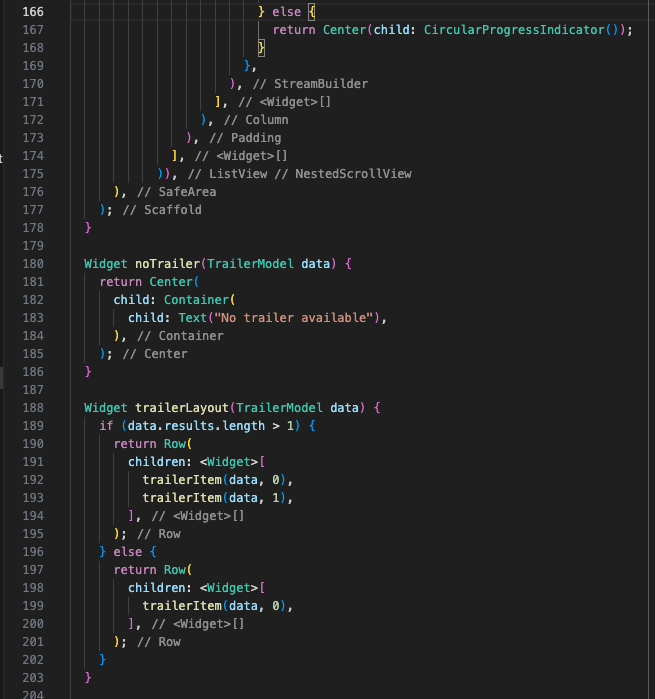 166 } else {
167 return Center(child: CircularProgressIndicator());
168 }
169 },
170 ), // StreamBuilder
171 ], // <Widget>[]
172 ), // Column
173 ), // Padding
174 ], // <Widget>[]
175 )), // ListView // NestedScrollView
176 ), // SafeArea
177 ); // Scaffold
178 }
179
180 Widget noTrailer(TrailerModel data) {
181 return Center(
182 child: Container(
183 child: Text("No trailer available"),
184 ), // Container
185 ); // Center
186 }
187
188 Widget trailerLayout(TrailerModel data) {
189 if (data.results.length > 1) {
190 return Row(
191 children: <Widget>[
192 trailerItem(data, 0),
193 trailerItem(data, 1),
194 ], // <Widget>[]
195 ); // Row
196 } else {
197 return Row(
198 children: <Widget>[
199 trailerItem(data, 0),
200 ], // <Widget>[]
201 ); // Row
202 }
203 }
204